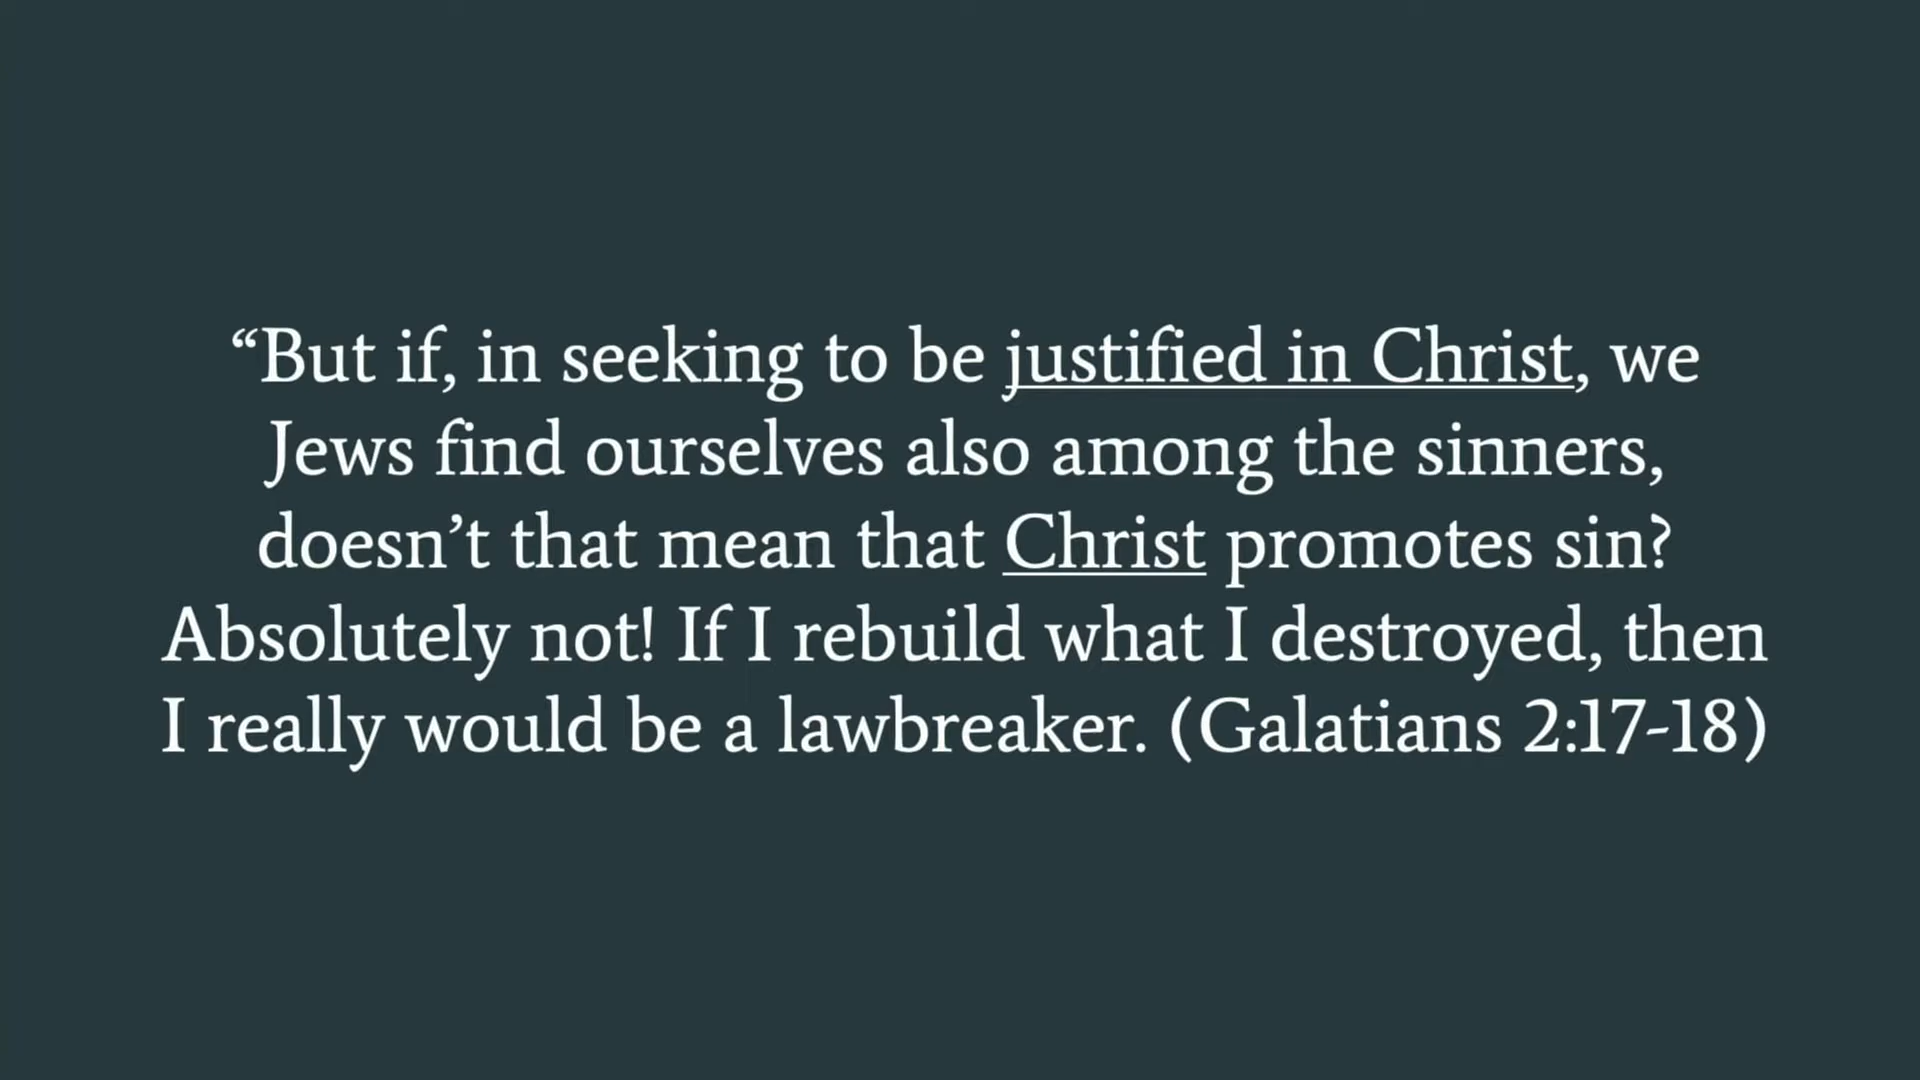 “But if, in seeking to be justified in Christ, we
Jews find ourselves also among the sinners,
doesn’t that mean that Christ promotes sin?
Absolutely not! If I rebuild what I destroyed, then
I really would be a lawbreaker. (Galatians 2:17-18)